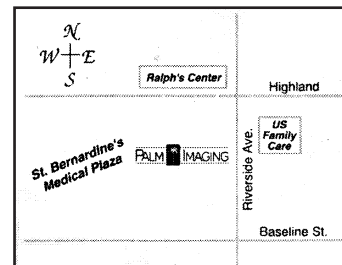 N
W E
S
Ralph's Center
Highland
St. Bernardine's
Medical Plaza
PALM IMAGING
Riverside Ave.
US
Family
Care
Baseline St.